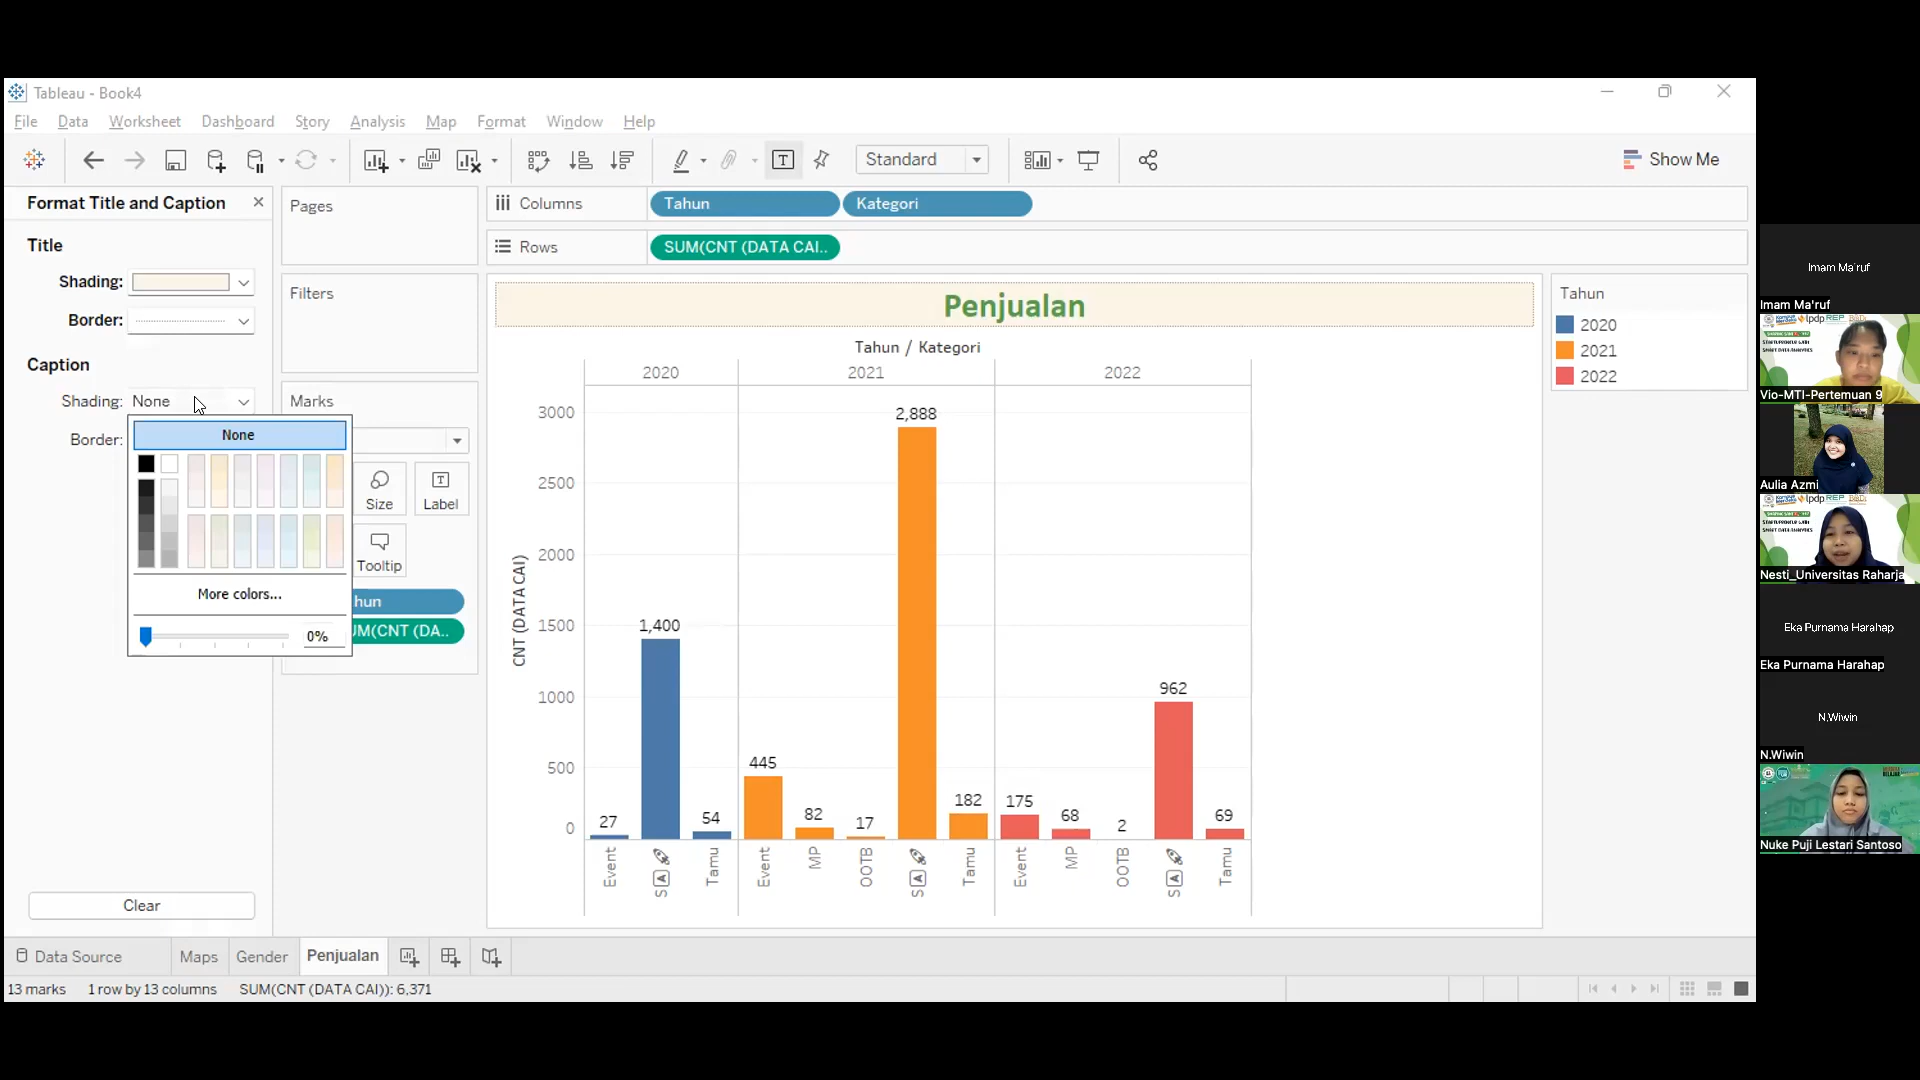 Tableau - Book4
File Data Worksheet Dashboard Story Analysis Map Format Window Help
Standard
Show Me
Format Title and Caption
Title
Shading:
Border:
Caption
Shading: None
Border:
None
More colors...
0%
Clear
Pages
Filters
Marks
Size
Label
Tooltip
hun
UM(CNT (DA..
Columns
Tahun
Kategori
Rows
SUM(CNT (DATA CAI..
Penjualan
Tahun / Kategori
2020 2021 2022
CNT (DATA CAI)
3000
2500
2000
1500
1000
500
0
27 1,400 54 445 82 17 2,888 182 175 68 2 962 69
Event S A Tamu Event MP OOTB S A Tamu Event MP OOTB S A Tamu
Tahun
2020
2021
2022
Data Source
Maps
Gender
Penjualan
13 marks 1 row by 13 columns SUM(CNT (DATA CAI)): 6,371
Imam Ma'ruf
Imam Ma'ruf
Vio-MTI-Pertemuan 9
Aulia Azmi
Nesti_Universitas Raharja
Eka Purnama Harahap
Eka Purnama Harahap
N.Wiwin
N.Wiwin
Nuke Puji Lestari Santoso